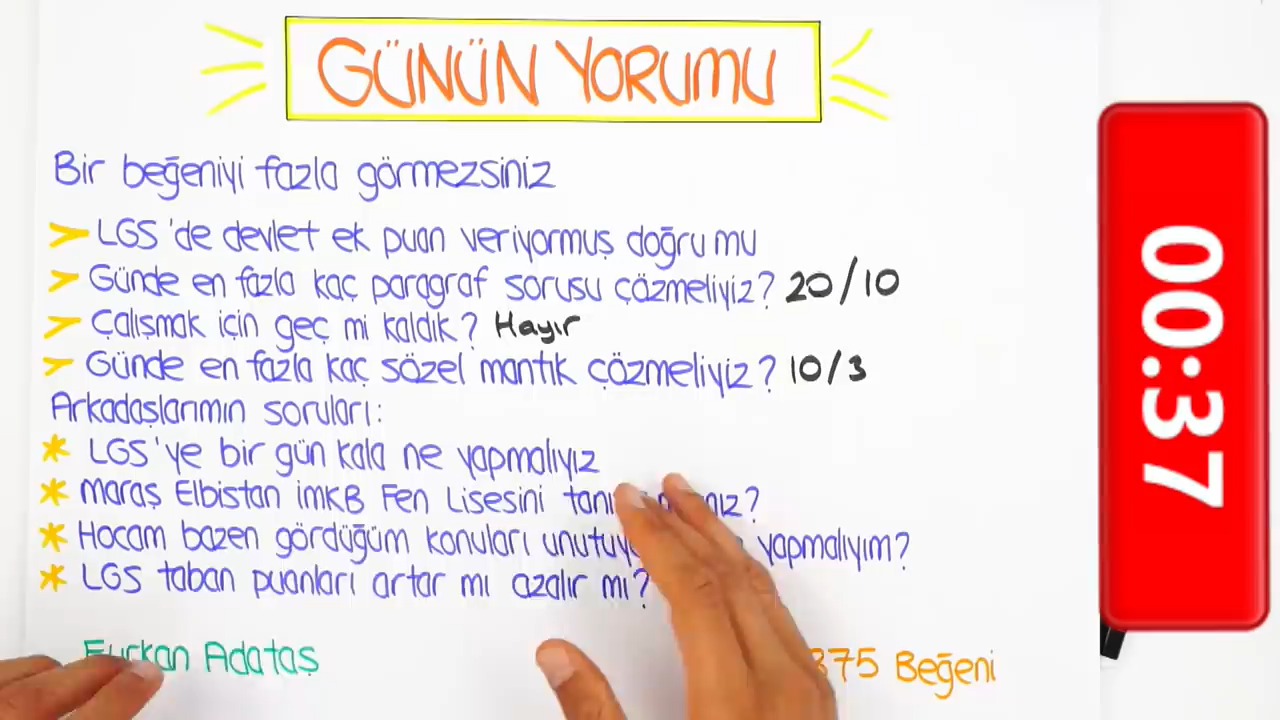 GÜNÜN YORUMU
Bir beğeniyi fazla görmezsiniz
➤ LGS'de devlet ek puan veriyormuş doğru mu
➤ Günde en fazla kaç paragraf sorusu çözmeliyiz? 20/10
➤ Çalışmak için geç mi kaldık? Hayır
➤ Günde en fazla kaç sözel mantık çözmeliyiz? 10/3
Arkadaşlarımın soruları:
* LGS'ye bir gün kala ne yapmalıyız
* Maraş Elbistan İMKB Fen Lisesini
* Hocam bazen gördüğüm konuları yapmalıyım?
* LGS taban puanları artar mı azalır mı?
Furkan Adataş
375 Beğeni
00:37